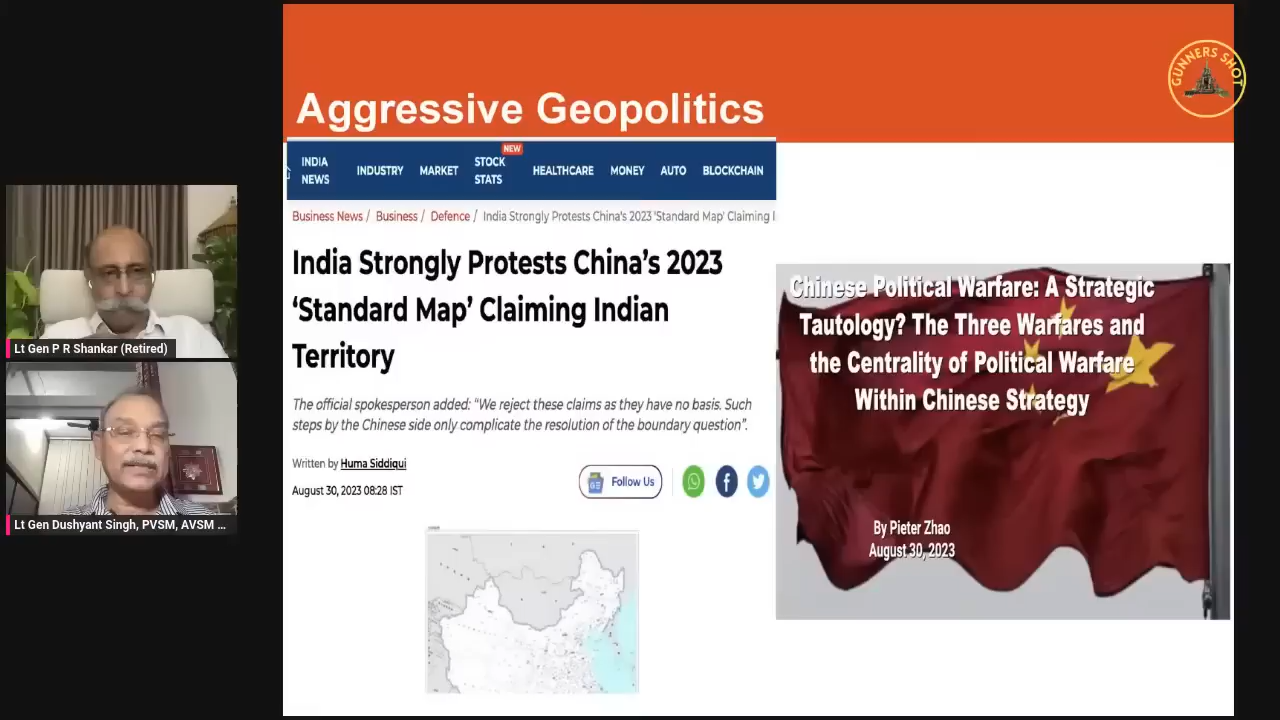 Aggressive Geopolitics
GUNNERS SHOT
INDIA NEWS
INDUSTRY
MARKET
STOCK STATS
NEW
HEALTHCARE
MONEY
AUTO
BLOCKCHAIN
Business News / Business / Defence / India Strongly Protests China's 2023 'Standard Map' Claiming I
India Strongly Protests China's 2023
'Standard Map' Claiming Indian
Territory
The official spokesperson added: "We reject these claims as they have no basis. Such
steps by the Chinese side only complicate the resolution of the boundary question".
Written by Huma Siddiqui
August 30, 2023 08:28 IST
Follow Us
Chinese Political Warfare: A Strategic
Tautology? The Three Warfares and
the Centrality of Political Warfare
Within Chinese Strategy
By Pieter Zhao
August 30, 2023
Lt Gen P R Shankar (Retired)
Lt Gen Dushyant Singh, PVSM, AVSM ...